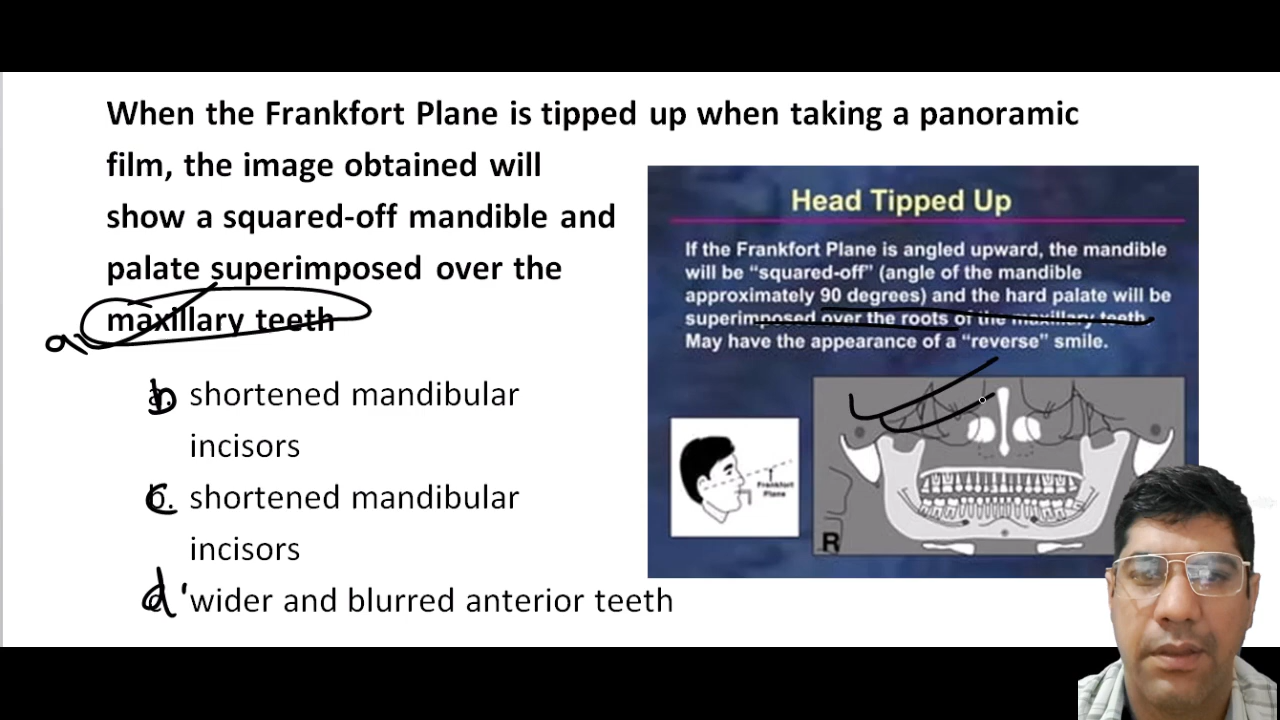 When the Frankfort Plane is tipped up when taking a panoramic
film, the image obtained will
show a squared-off mandible and
palate superimposed over the
a. maxillary teeth
b shortened mandibular
incisors
c. shortened mandibular
incisors
d. wider and blurred anterior teeth
Head Tipped Up
If the Frankfort Plane is angled upward, the mandible
will be “squared-off” (angle of the mandible
approximately 90 degrees) and the hard palate will be
superimposed over the roots of the maxillary teeth.
May have the appearance of a “reverse” smile.
Frankfort
Plane
R